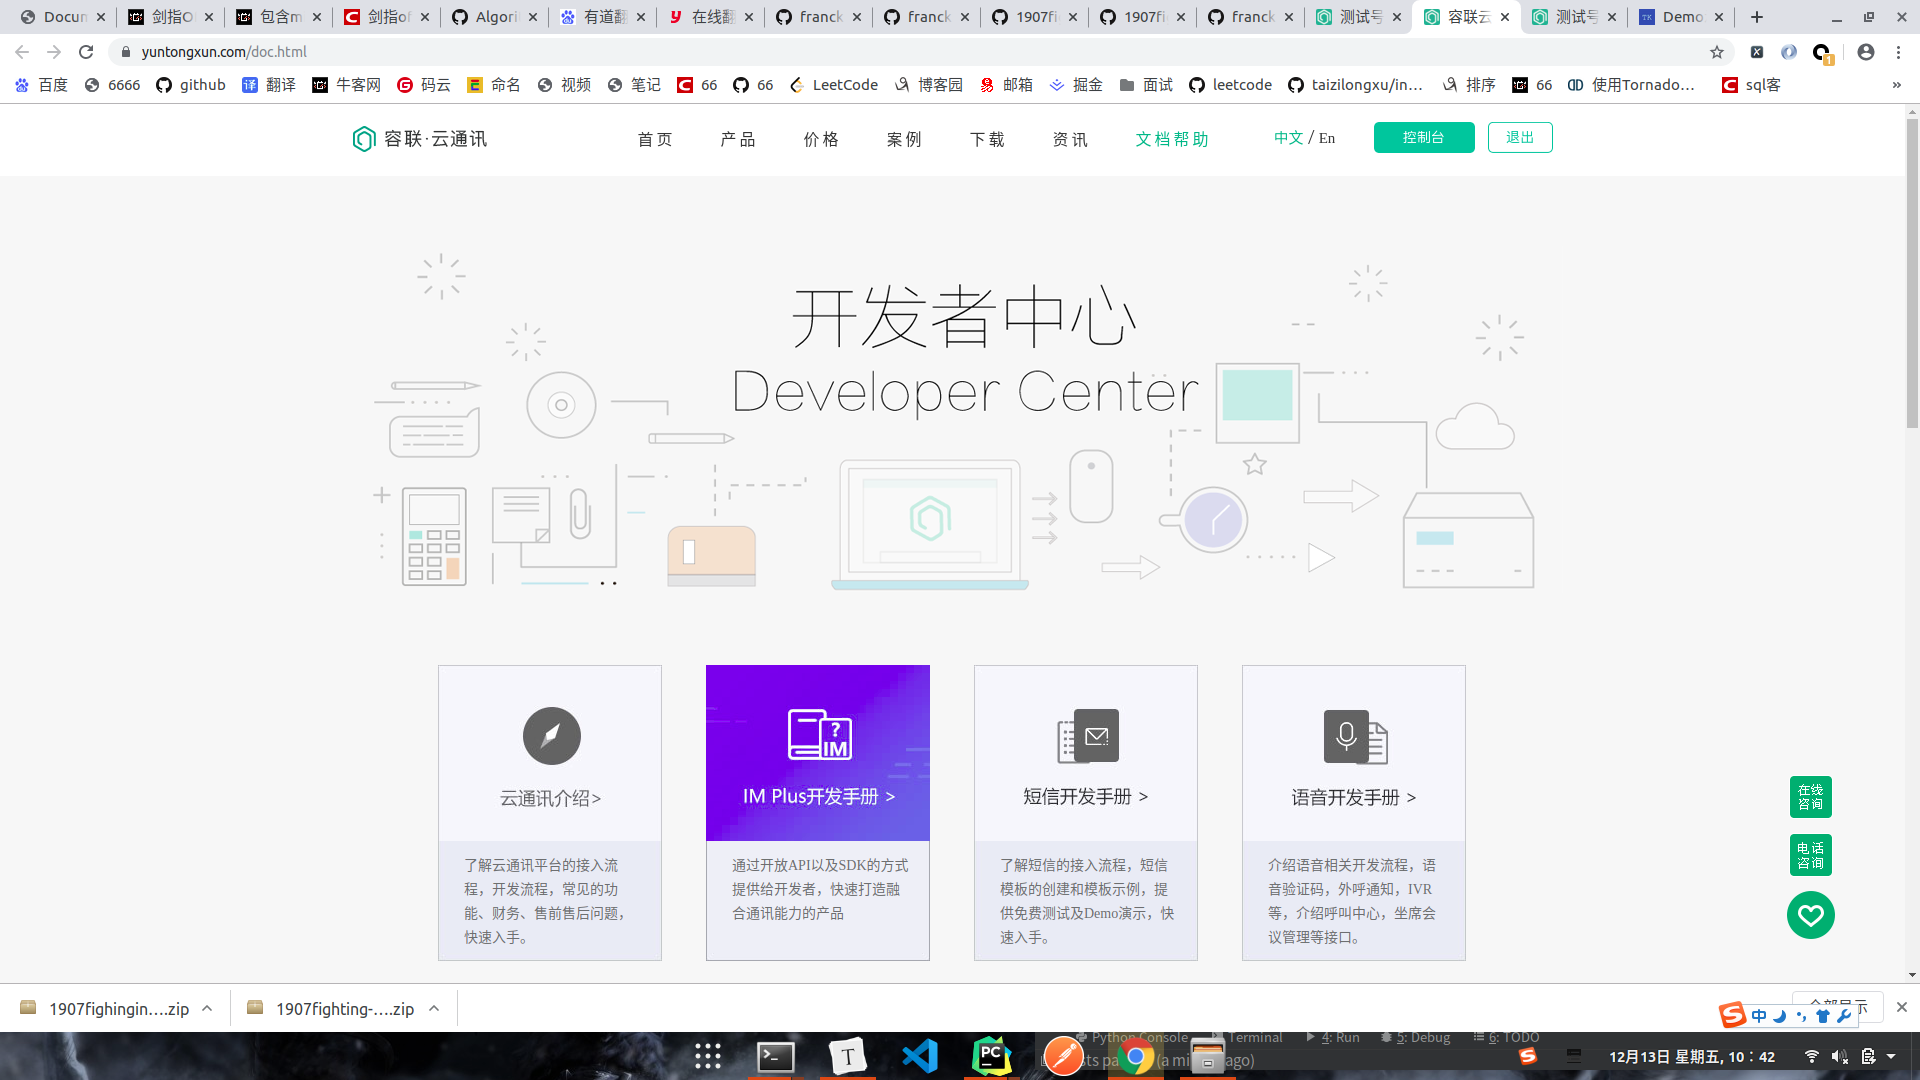 Docun 剑指O 包含m 剑指of Algori 有道翻 在线翻 franck franck 1907fi 1907fi franck 测试号 容联云 测试号 Demo
yuntongxun.com/doc.html
百度 6666 github 翻译 牛客网 码云 命名 视频 笔记 66 66 LeetCode 博客园 邮箱 掘金 面试 leetcode taizilongxu/in... 排序 66 使用Tornado... sql客 »
容联·云通讯 首页 产品 价格 案例 下载 资讯 文档帮助 中文 / En 控制台 退出
开发者中心
Developer Center
云通讯介绍>
了解云通讯平台的接入流
程，开发流程，常见的功
能、财务、售前售后问题，
快速入手。
? IM
IM Plus开发手册 >
通过开放API以及SDK的方式
提供给开发者，快速打造融
合通讯能力的产品
短信开发手册 >
了解短信的接入流程，短信
模板的创建和模板示例，提
供免费测试及Demo演示，快
速入手。
语音开发手册 >
介绍语音相关开发流程，语
音验证码，外呼通知，IVR
等，介绍呼叫中心，坐席会
议管理等接口。
在线
咨询
电话
咨询
1907fighingin....zip 1907fighting-....zip
中
Python Console Terminal 4: Run 5: Debug 6: TODO
12月13日 星期五, 10：42